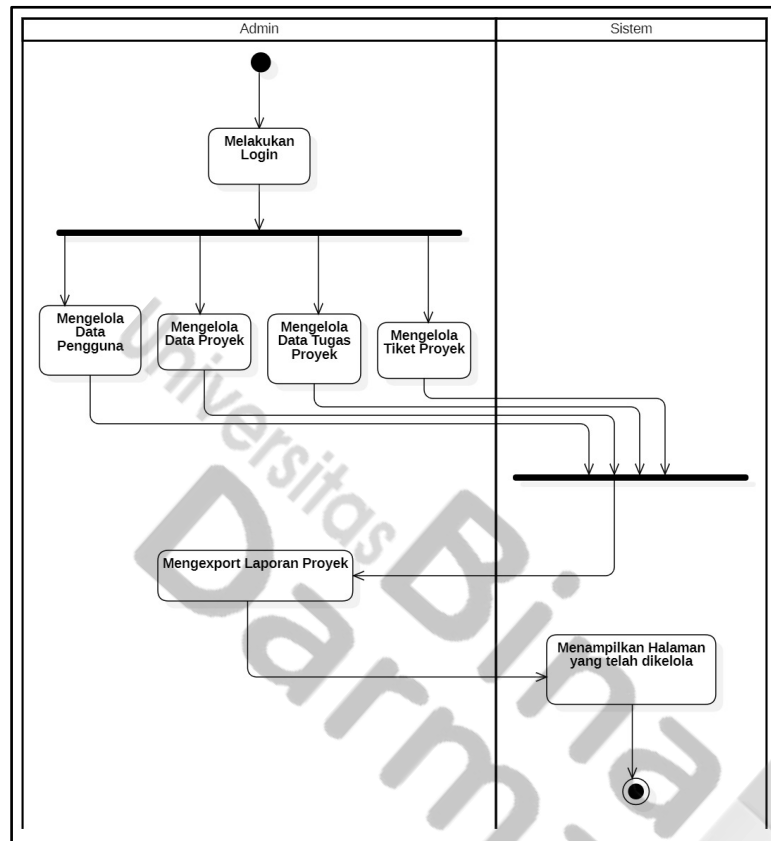 Admin
Sistem
Melakukan
Login
Mengelola
Data
Pengguna
Mengelola
Data Proyek
Mengelola
Data Tugas
Proyek
Mengelola
Tiket Proyek
Mengexport Laporan Proyek
Menampilkan Halaman
yang telah dikelola
Universitas
Bina
Darma